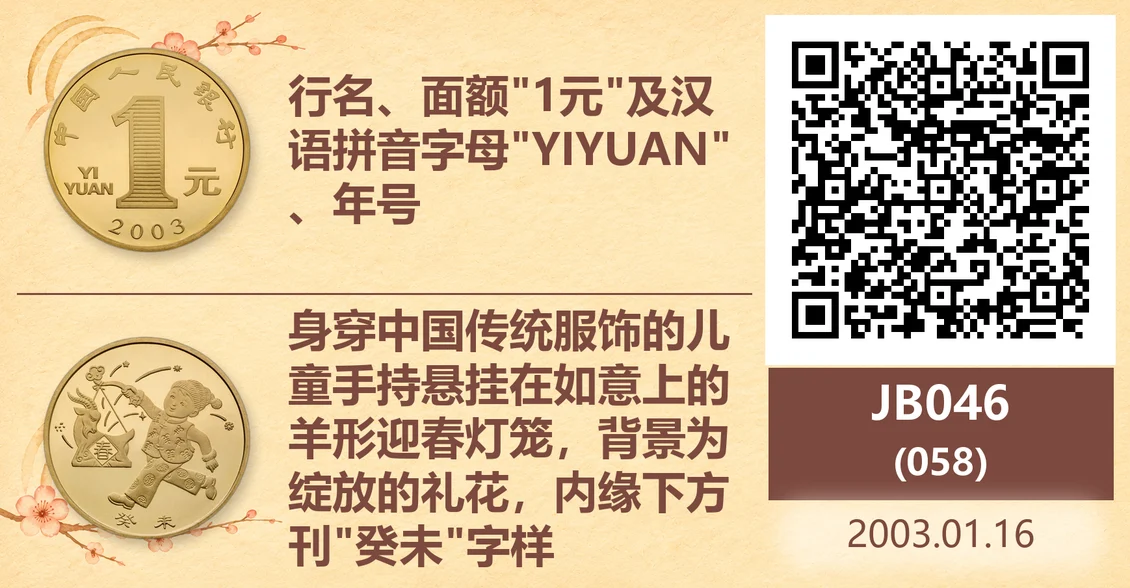 中国人民银行
1
YI
YUAN
元
2003
行名、面额"1元"及汉
语拼音字母"YIYUAN"
、年号
春
癸未
身穿中国传统服饰的儿
童手持悬挂在如意上的
羊形迎春灯笼，背景为
绽放的礼花，内缘下方
刊"癸未"字样
JB046
(058)
2003.01.16